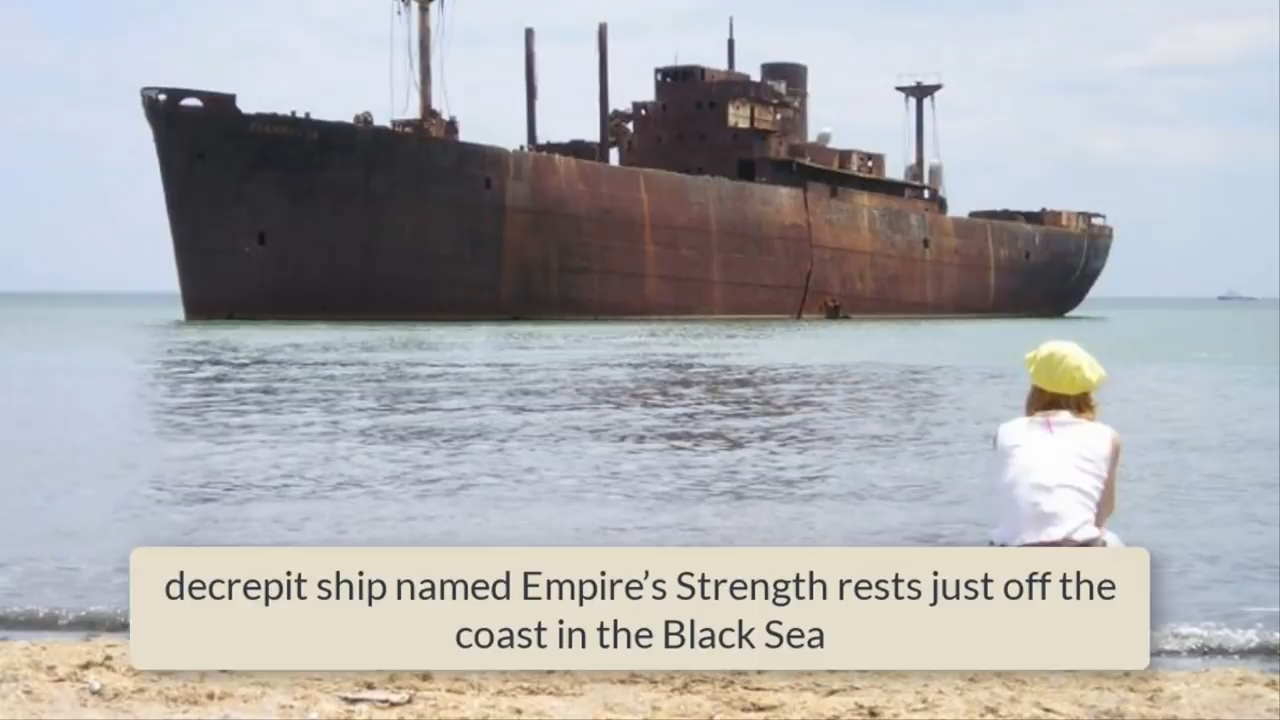 decrepit ship named Empire’s Strength rests just off the
coast in the Black Sea